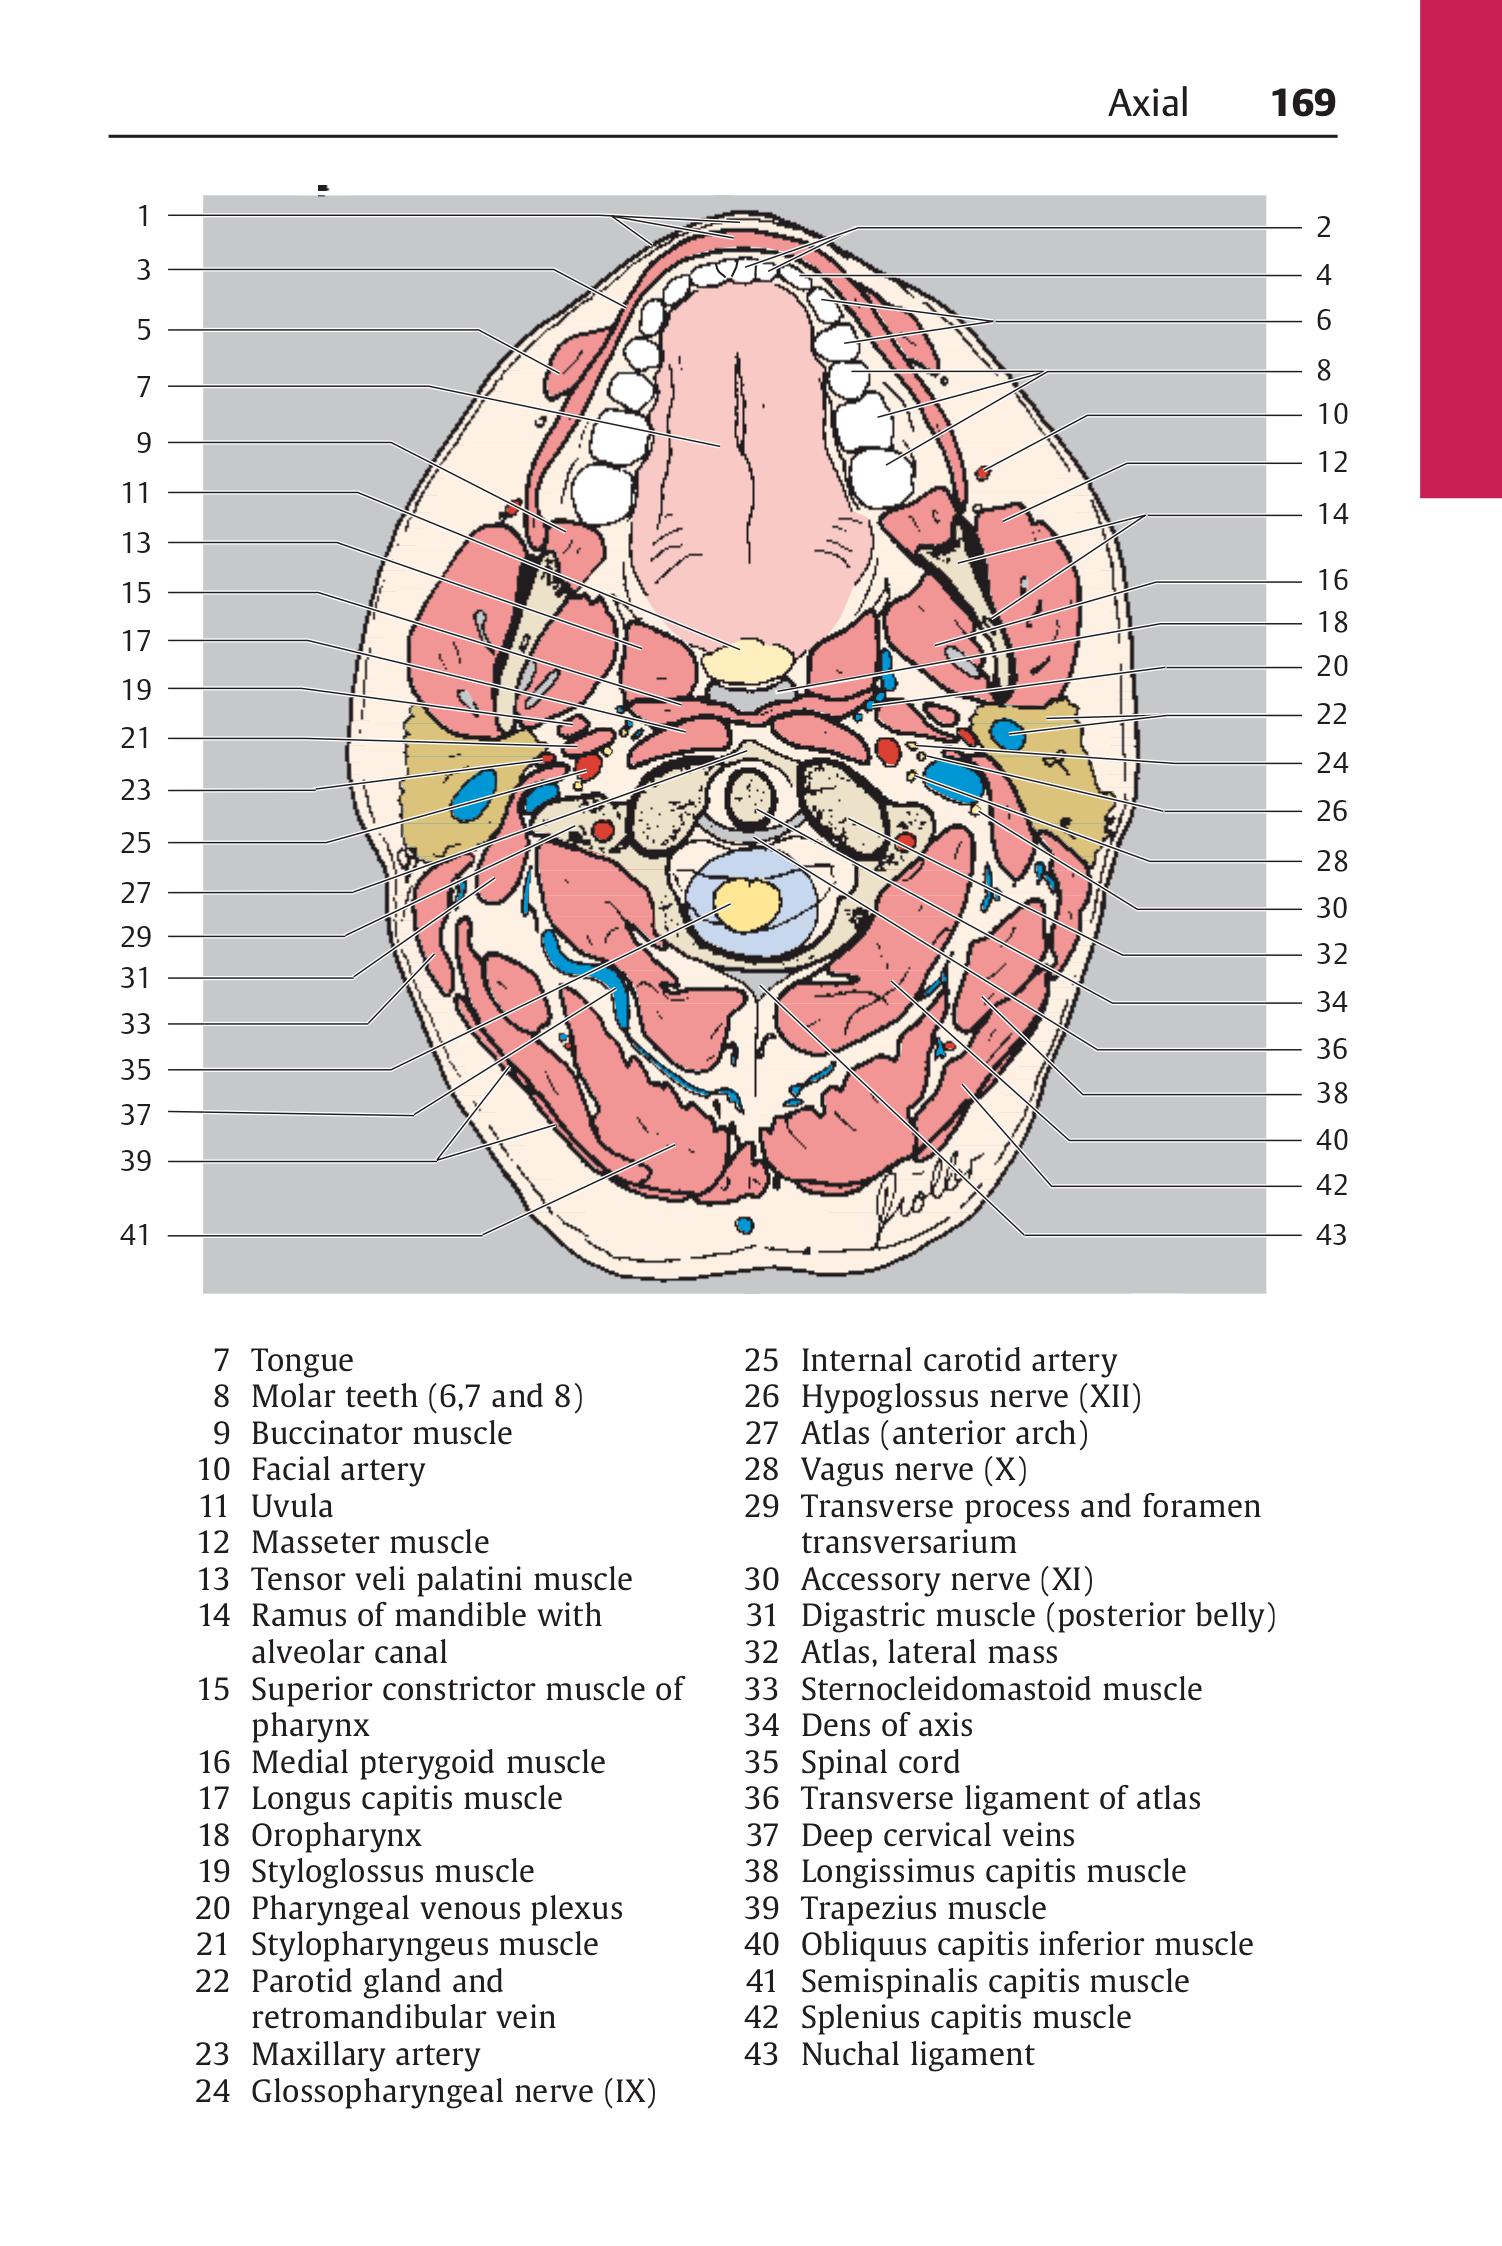 Axial 169
1
3
5
7
9
11
13
15
17
19
21
23
25
27
29
31
33
35
37
39
41
2
4
6
8
10
12
14
16
18
20
22
24
26
28
30
32
34
36
38
40
42
43
7 Tongue
8 Molar teeth (6,7 and 8)
9 Buccinator muscle
10 Facial artery
11 Uvula
12 Masseter muscle
13 Tensor veli palatini muscle
14 Ramus of mandible with
alveolar canal
15 Superior constrictor muscle of
pharynx
16 Medial pterygoid muscle
17 Longus capitis muscle
18 Oropharynx
19 Styloglossus muscle
20 Pharyngeal venous plexus
21 Stylopharyngeus muscle
22 Parotid gland and
retromandibular vein
23 Maxillary artery
24 Glossopharyngeal nerve (IX)
25 Internal carotid artery
26 Hypoglossus nerve (XII)
27 Atlas (anterior arch)
28 Vagus nerve (X)
29 Transverse process and foramen
transversarium
30 Accessory nerve (XI)
31 Digastric muscle (posterior belly)
32 Atlas, lateral mass
33 Sternocleidomastoid muscle
34 Dens of axis
35 Spinal cord
36 Transverse ligament of atlas
37 Deep cervical veins
38 Longissimus capitis muscle
39 Trapezius muscle
40 Obliquus capitis inferior muscle
41 Semispinalis capitis muscle
42 Splenius capitis muscle
43 Nuchal ligament